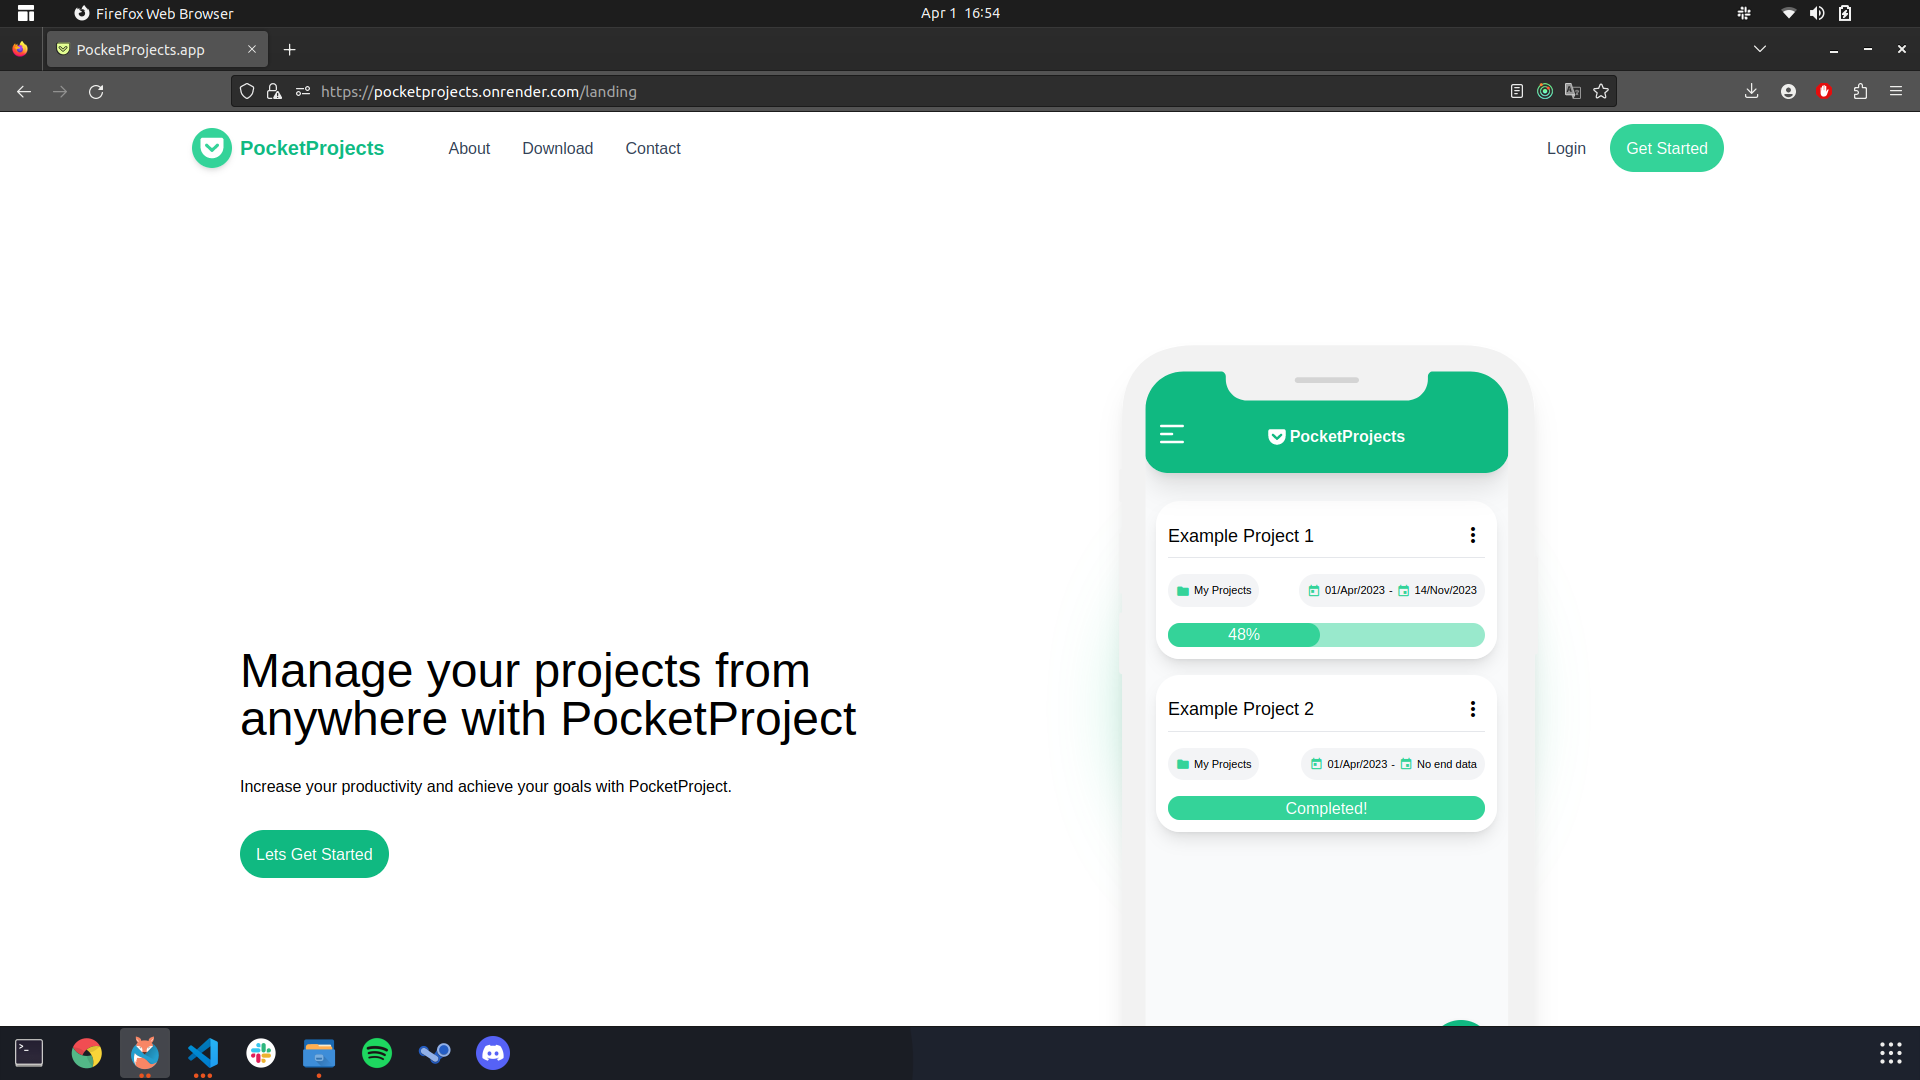 Firefox Web Browser
Apr 1 16:54
PocketProjects.app
https://pocketprojects.onrender.com/landing
PocketProjects
About
Download
Contact
Login
Get Started
PocketProjects
Example Project 1
My Projects
01/Apr/2023 - 14/Nov/2023
48%
Example Project 2
My Projects
01/Apr/2023 - No end data
Completed!
Manage your projects from
anywhere with PocketProject
Increase your productivity and achieve your goals with PocketProject.
Lets Get Started